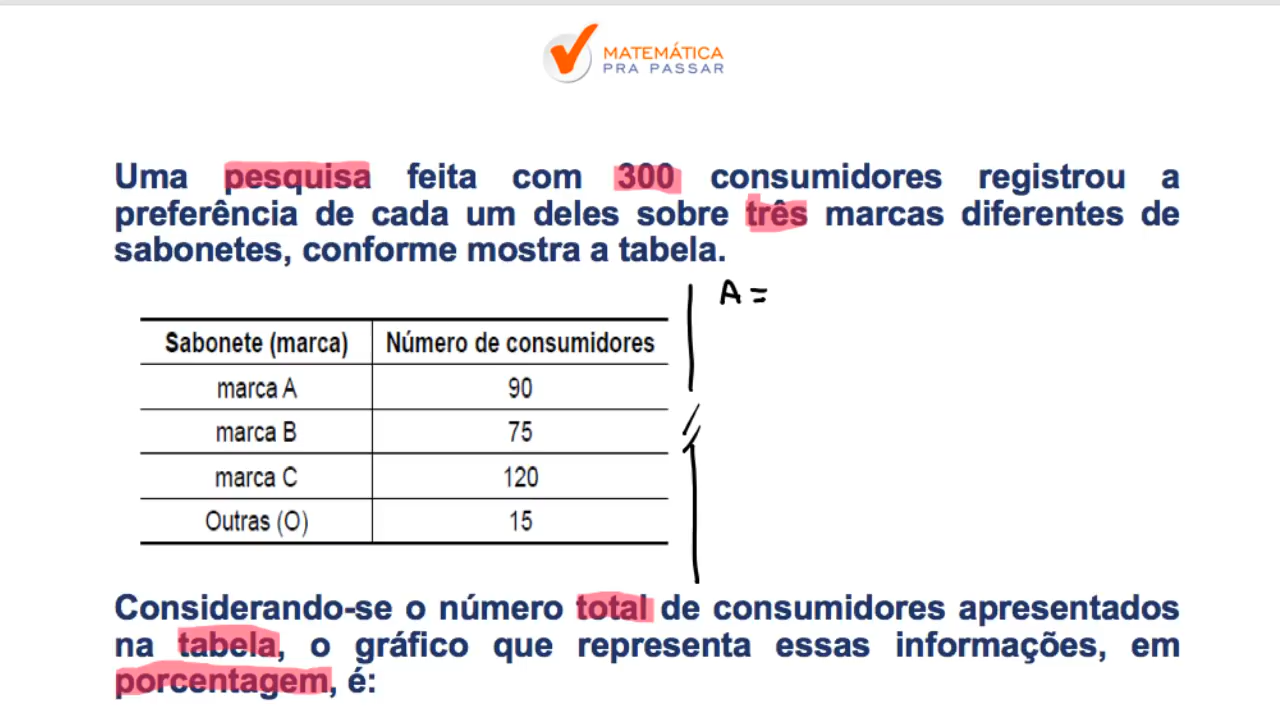 MATEMÁTICA
PRA PASSAR
Uma pesquisa feita com 300 consumidores registrou a
preferência de cada um deles sobre três marcas diferentes de
sabonetes, conforme mostra a tabela.
A =
Sabonete (marca) Número de consumidores
marca A 90
marca B 75
marca C 120
Outras (O) 15
Considerando-se o número total de consumidores apresentados
na tabela, o gráfico que representa essas informações, em
porcentagem, é: